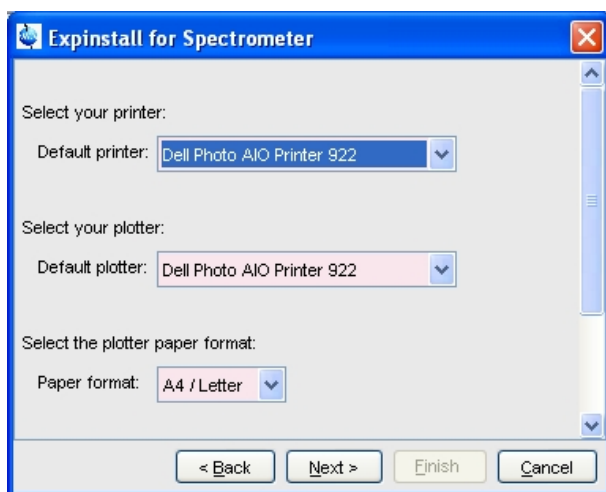 Expinstall for Spectrometer
Select your printer:
Default printer: Dell Photo AIO Printer 922
Select your plotter:
Default plotter: Dell Photo AIO Printer 922
Select the plotter paper format:
Paper format: A4 / Letter
< Back Next > Finish Cancel